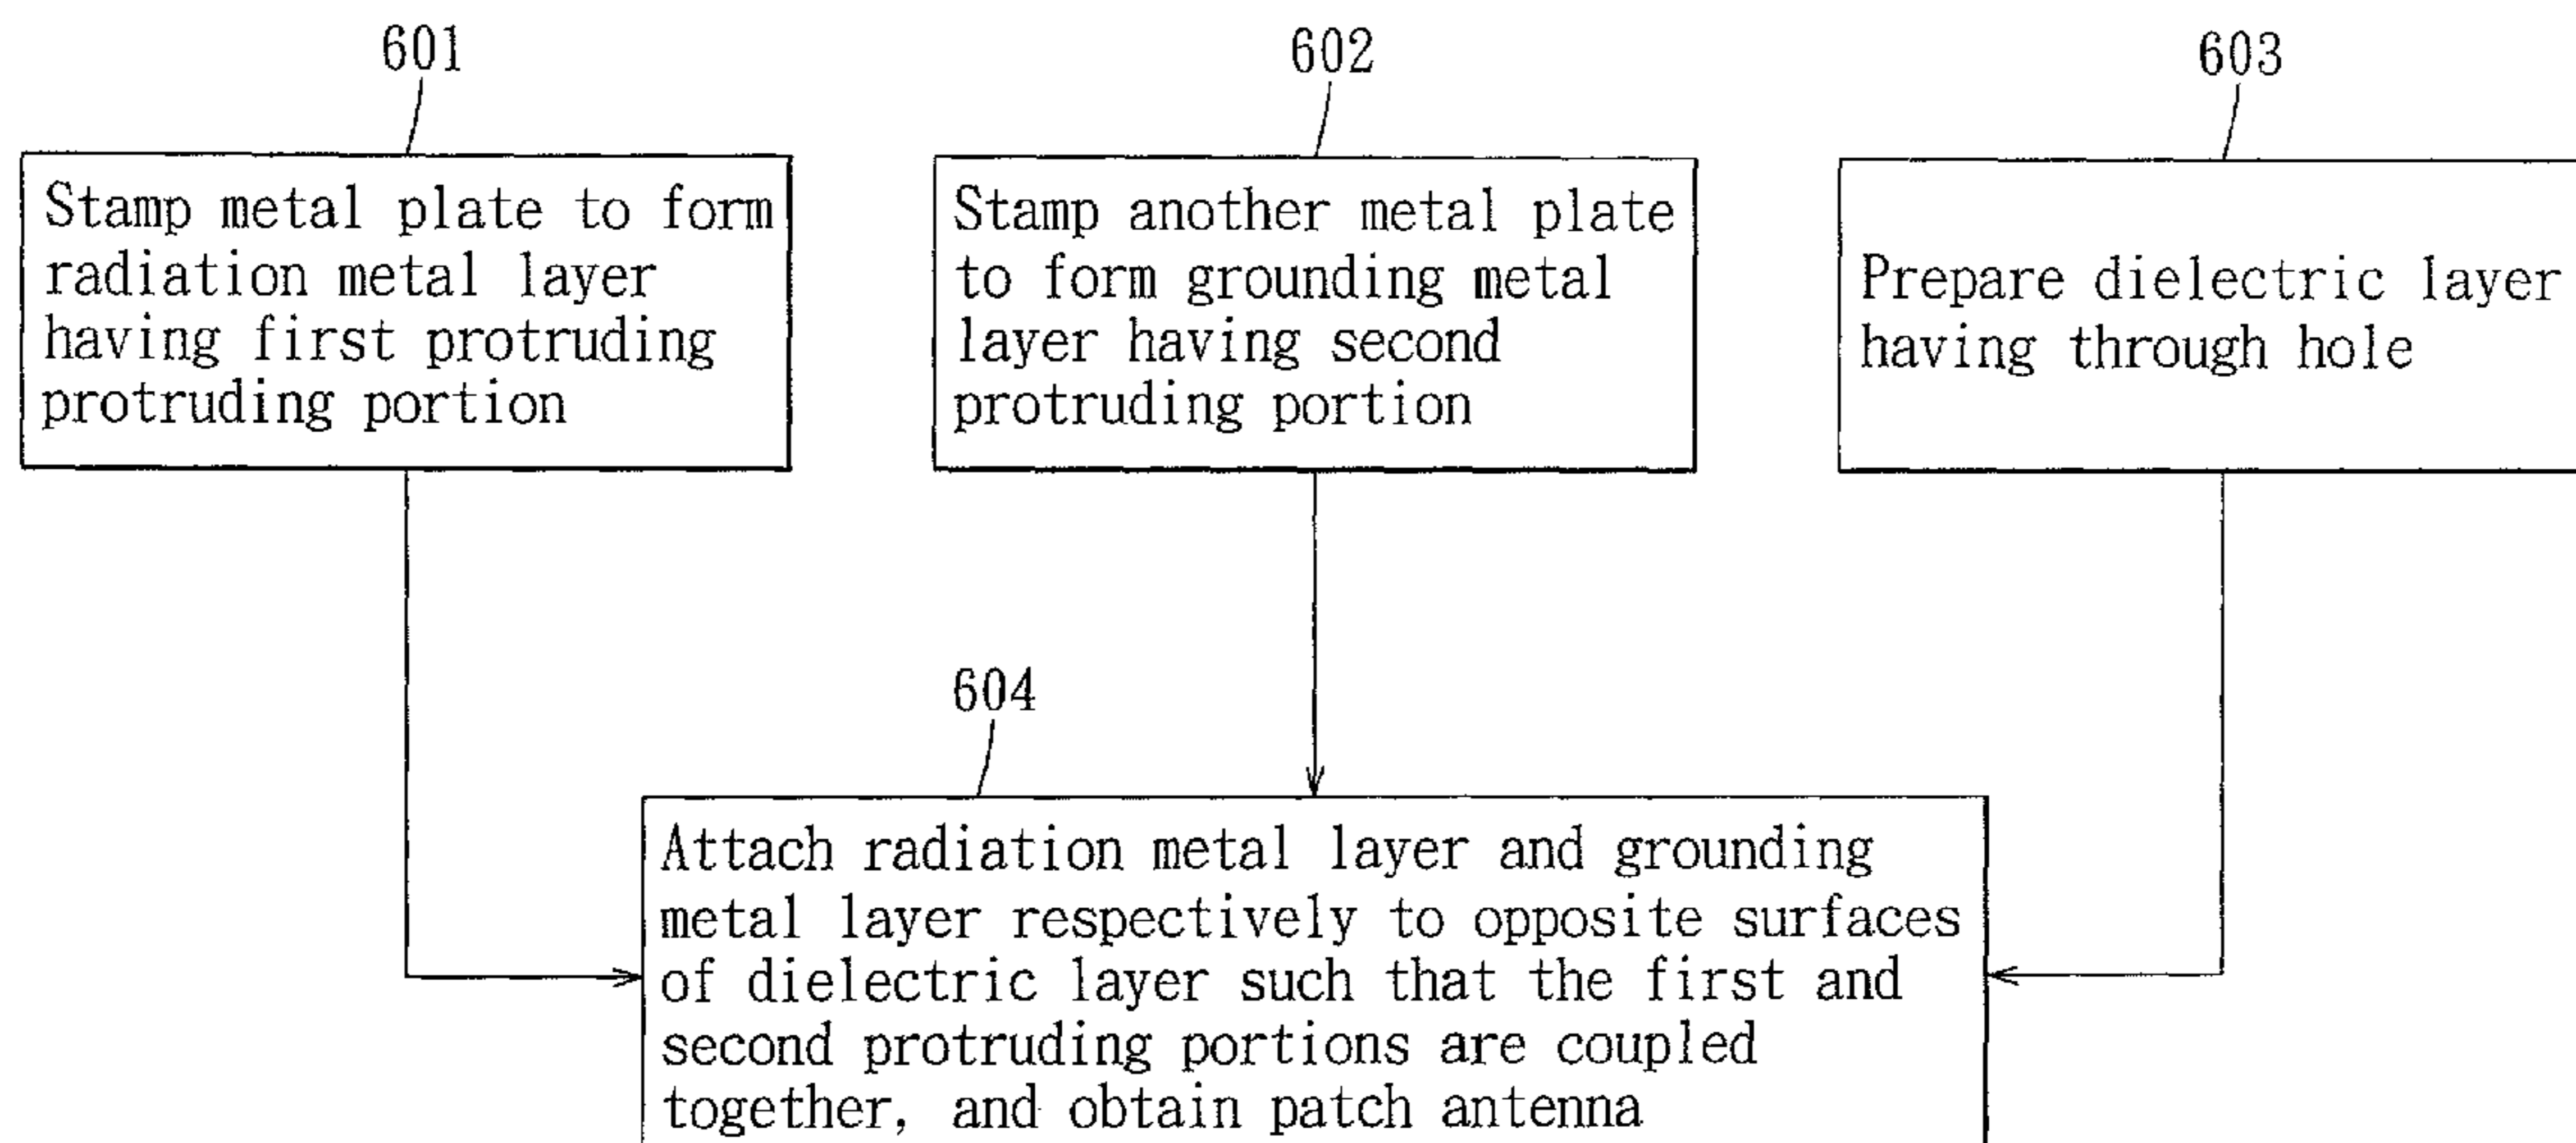 601
Stamp metal plate to form
radiation metal layer
having first protruding
protruding portion
602
Stamp another metal plate
to form grounding metal
layer having second
protruding portion
603
Prepare dielectric layer
having through hole
604
Attach radiation metal layer and grounding
metal layer respectively to opposite surfaces
of dielectric layer such that the first and
second protruding portions are coupled
together, and obtain patch antenna